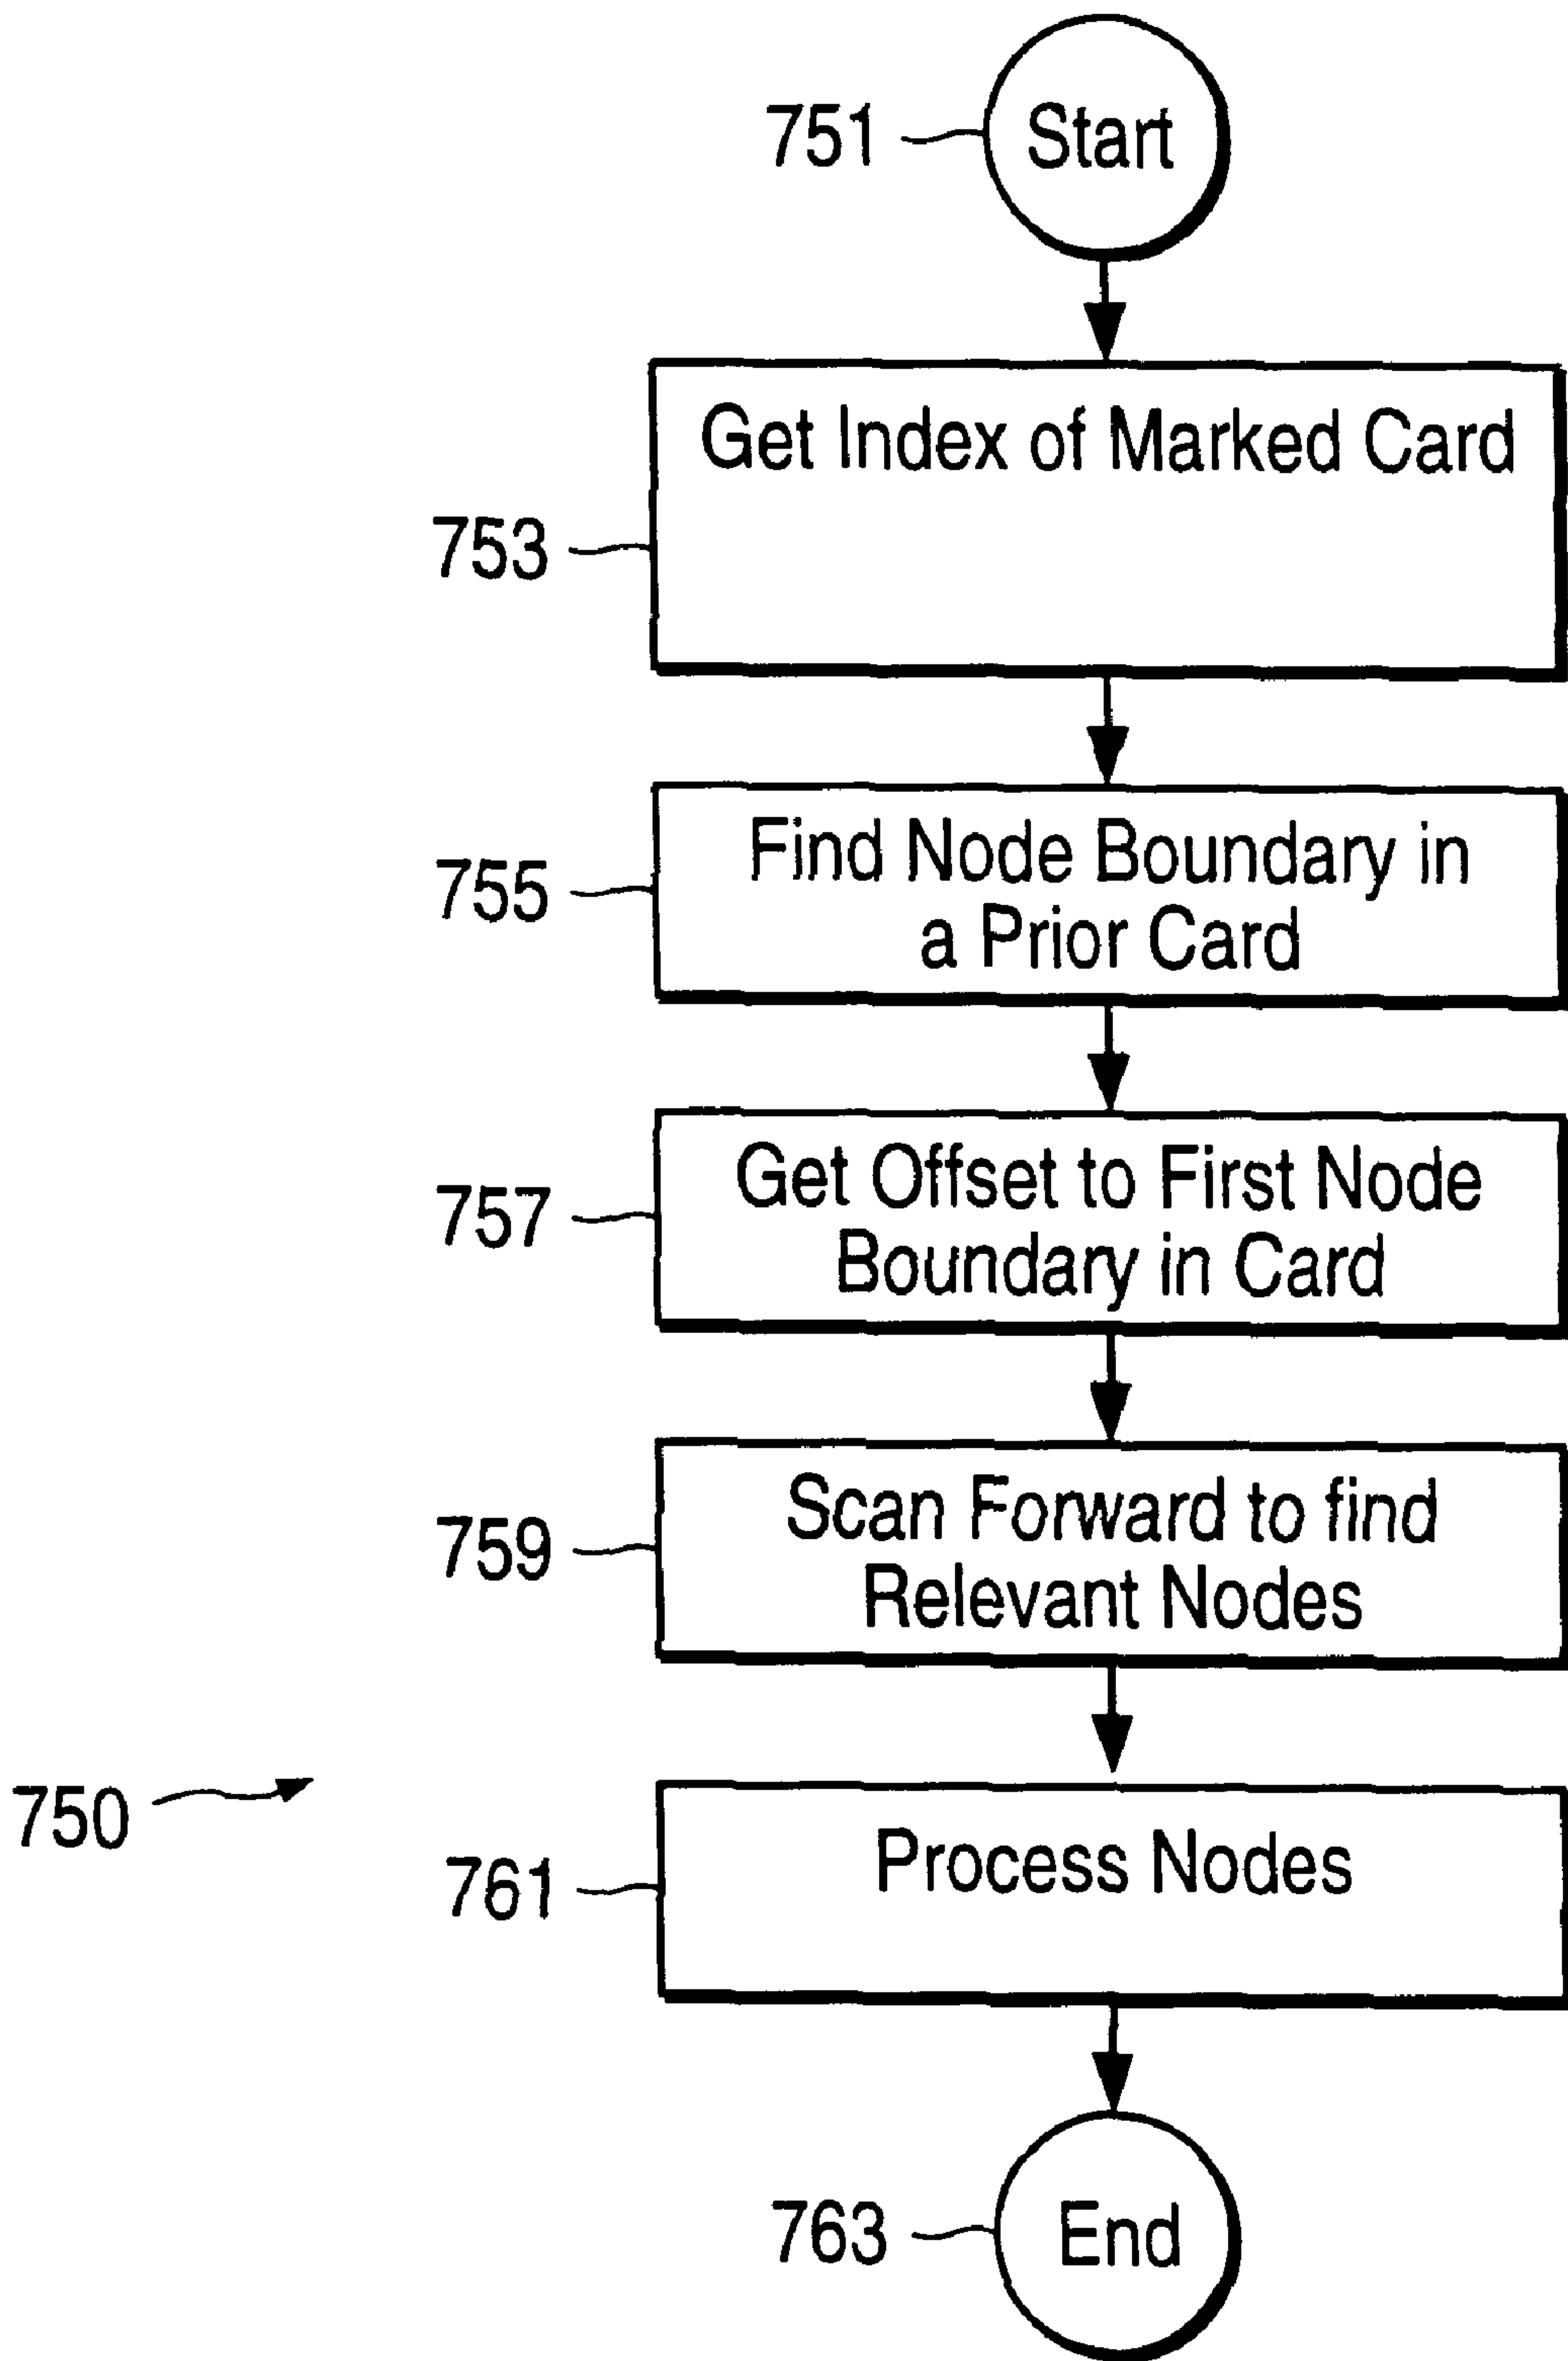 751
Start
Get Index of Marked Card
753
Find Node Boundary in
a Prior Card
755
Get Offset to First Node
Boundary in Card
757
Scan Forward to find
Relevant Nodes
759
750
Process Nodes
761
763
End